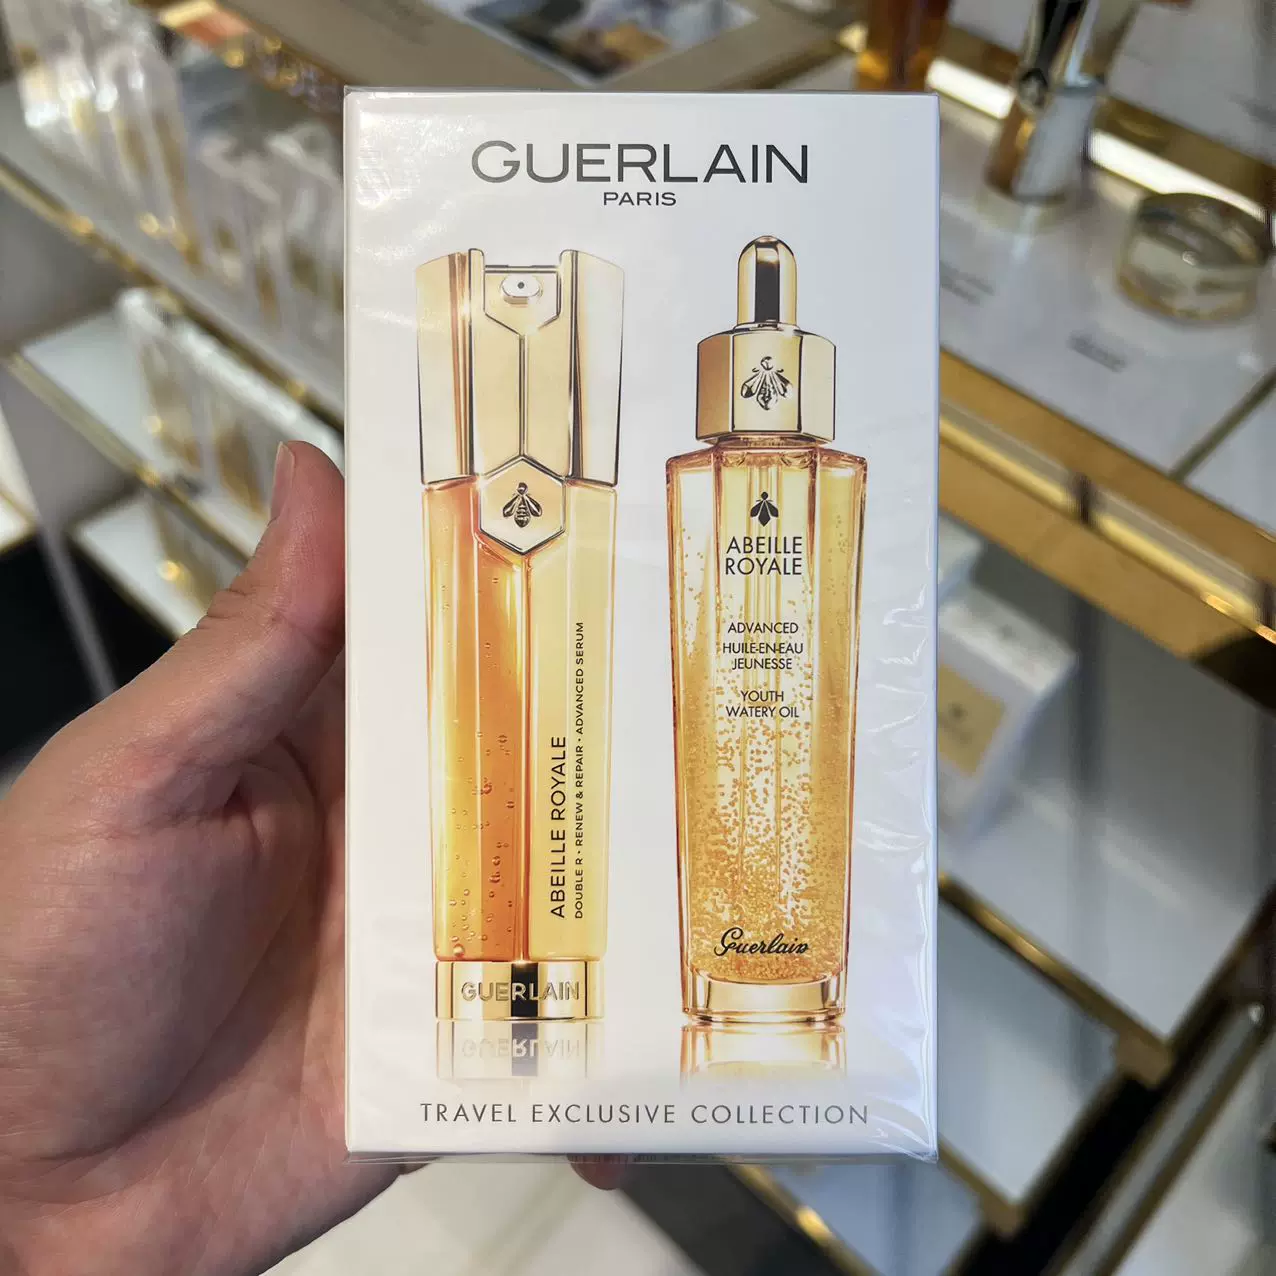 GUERLAIN
PARIS
ABEILLE ROYALE
DOUBLE R · RENEW & REPAIR · ADVANCED SERUM
GUERLAIN
ABEILLE
ROYALE
ADVANCED
HUILE-EN-EAU
JEUNESSE
YOUTH
WATERY OIL
Guerlain
TRAVEL EXCLUSIVE COLLECTION